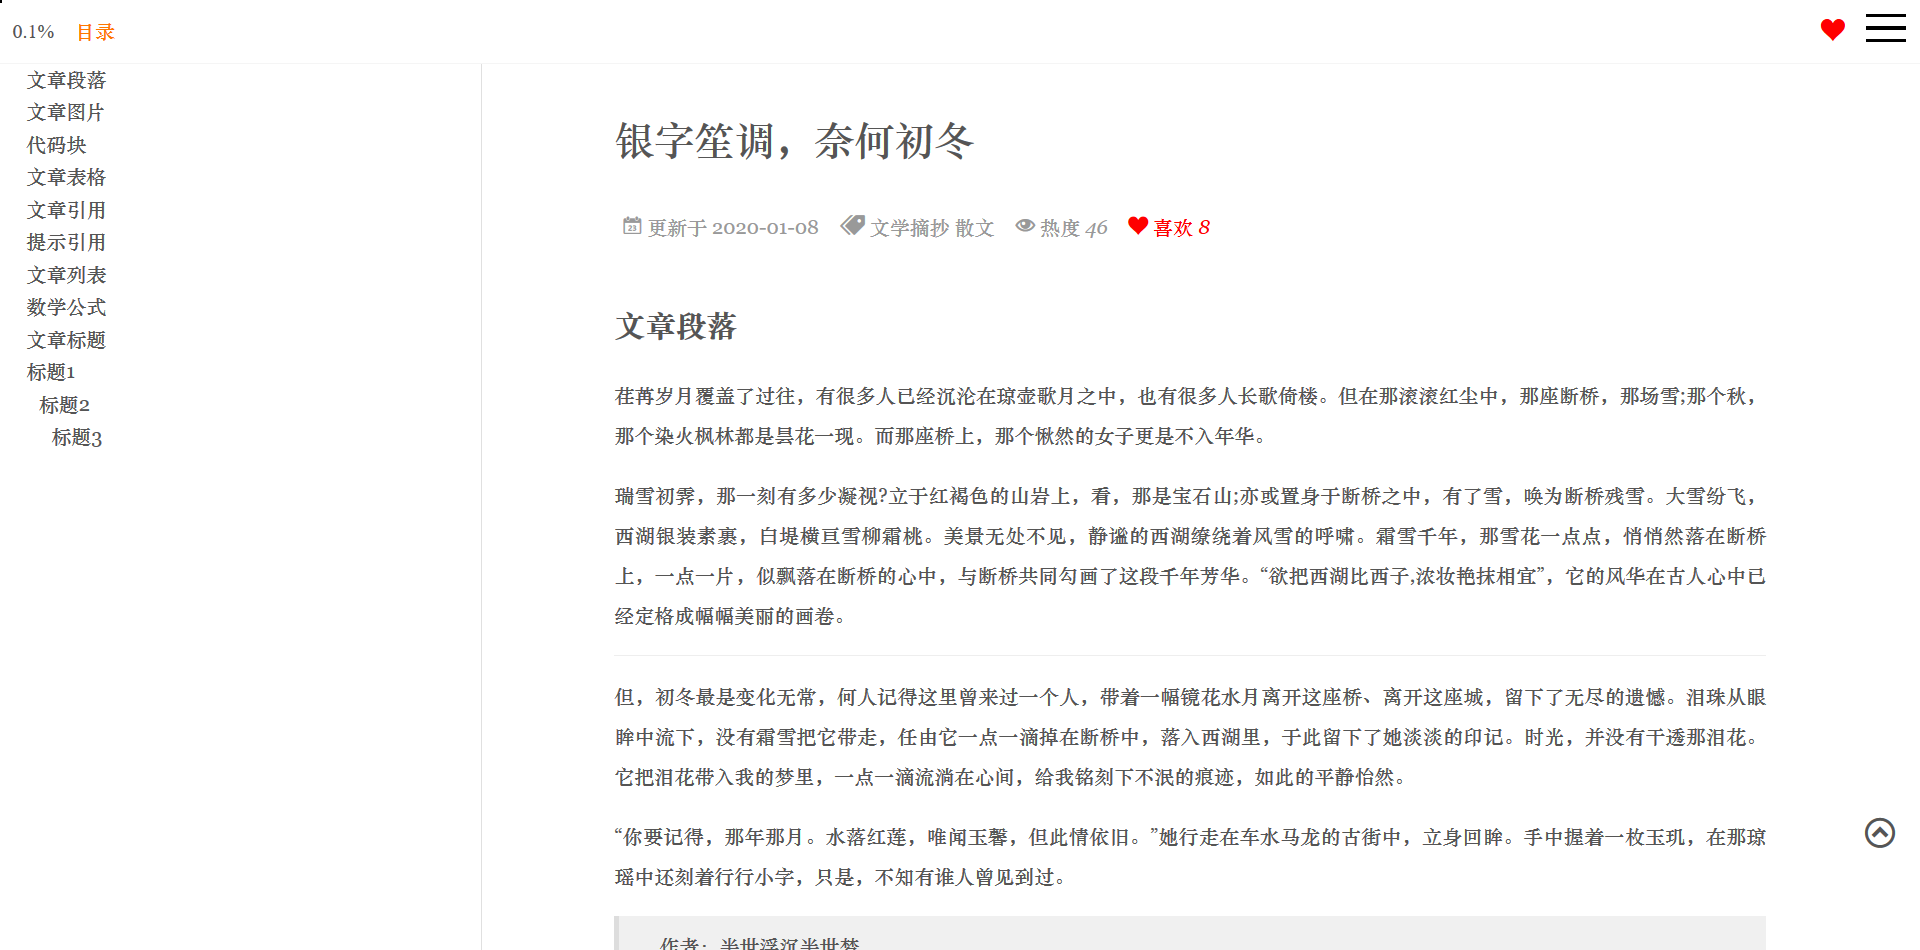 0.1% 目录
文章段落
文章图片
代码块
文章表格
文章引用
提示引用
文章列表
数学公式
文章标题
标题1
标题2
标题3
银字笙调，奈何初冬
23 更新于 2020-01-08 文学摘抄 散文 热度 46 喜欢 8
文章段落
荏苒岁月覆盖了过往，有很多人已经沉沦在琼壶歌月之中，也有很多人长歌倚楼。但在那滚滚红尘中，那座断桥，那场雪;那个秋，
那个染火枫林都是昙花一现。而那座桥上，那个愀然的女子更是不入年华。
瑞雪初霁，那一刻有多少凝视?立于红褐色的山岩上，看，那是宝石山;亦或置身于断桥之中，有了雪，唤为断桥残雪。大雪纷飞，
西湖银装素裹，白堤横亘雪柳霜桃。美景无处不见，静谧的西湖缭绕着风雪的呼啸。霜雪千年，那雪花一点点，悄悄然落在断桥
上，一点一片，似飘落在断桥的心中，与断桥共同勾画了这段千年芳华。“欲把西湖比西子,浓妆艳抹相宜”，它的风华在古人心中已
经定格成幅幅美丽的画卷。
但，初冬最是变化无常，何人记得这里曾来过一个人，带着一幅镜花水月离开这座桥、离开这座城，留下了无尽的遗憾。泪珠从眼
眸中流下，没有霜雪把它带走，任由它一点一滴掉在断桥中，落入西湖里，于此留下了她淡淡的印记。时光，并没有干透那泪花。
它把泪花带入我的梦里，一点一滴流淌在心间，给我铭刻下不泯的痕迹，如此的平静怡然。
“你要记得，那年那月。水落红莲，唯闻玉馨，但此情依旧。”她行走在车水马龙的古街中，立身回眸。手中握着一枚玉玑，在那琼
瑶中还刻着行行小字，只是，不知有谁人曾见到过。
作者：半世浮沉半世梦